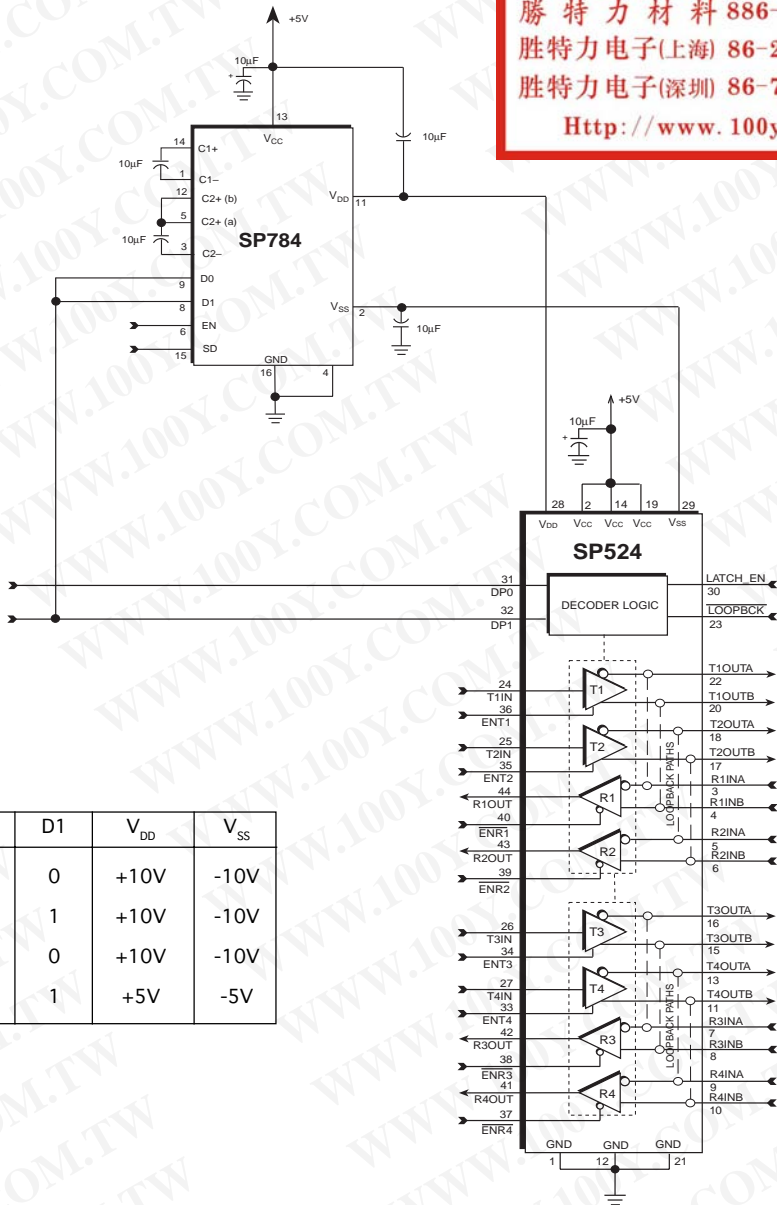 勝 特 力 材 料 886-
胜特力电子(上海) 86-2
胜特力电子(深圳) 86-7
Http://www.100y
+5V
10µF
+
13
VCC
14
C1+
10µF
1
C1–
12
C2+ (b)
5
C2+ (a)
10µF
3
C2–
9
D0
8
D1
6
EN
15
SD
SP784
VDD
11
10µF
VSS
2
10µF
GND
16
4
+5V
10µF
+
28
2
14
19
29
VDD
VCC
VCC
VCC
VSS
SP524
DECODER LOGIC
31
DP0
32
DP1
LATCH_EN
30
LOOPBCK
23
24
T1IN
36
ENT1
25
T2IN
35
ENT2
44
R1OUT
40
ENR1
43
R2OUT
39
ENR2
T1
T2
R1
R2
LOOPBACK PATHS
T1OUTA
22
T1OUTB
20
T2OUTA
18
T2OUTB
17
R1INA
3
R1INB
4
R2INA
5
R2INB
6
26
T3IN
34
ENT3
27
T4IN
33
ENT4
42
R3OUT
38
ENR3
41
R4OUT
37
ENR4
T3
T4
R3
R4
LOOPBACK PATHS
T3OUTA
16
T3OUTB
15
T4OUTA
13
T4OUTB
11
R3INA
7
R3INB
8
R4INA
9
R4INB
10
GND
GND
GND
1
12
21
D1 VDD VSS
0 +10V -10V
1 +10V -10V
0 +10V -10V
1 +5V -5V
WWW.100Y.COM.TW